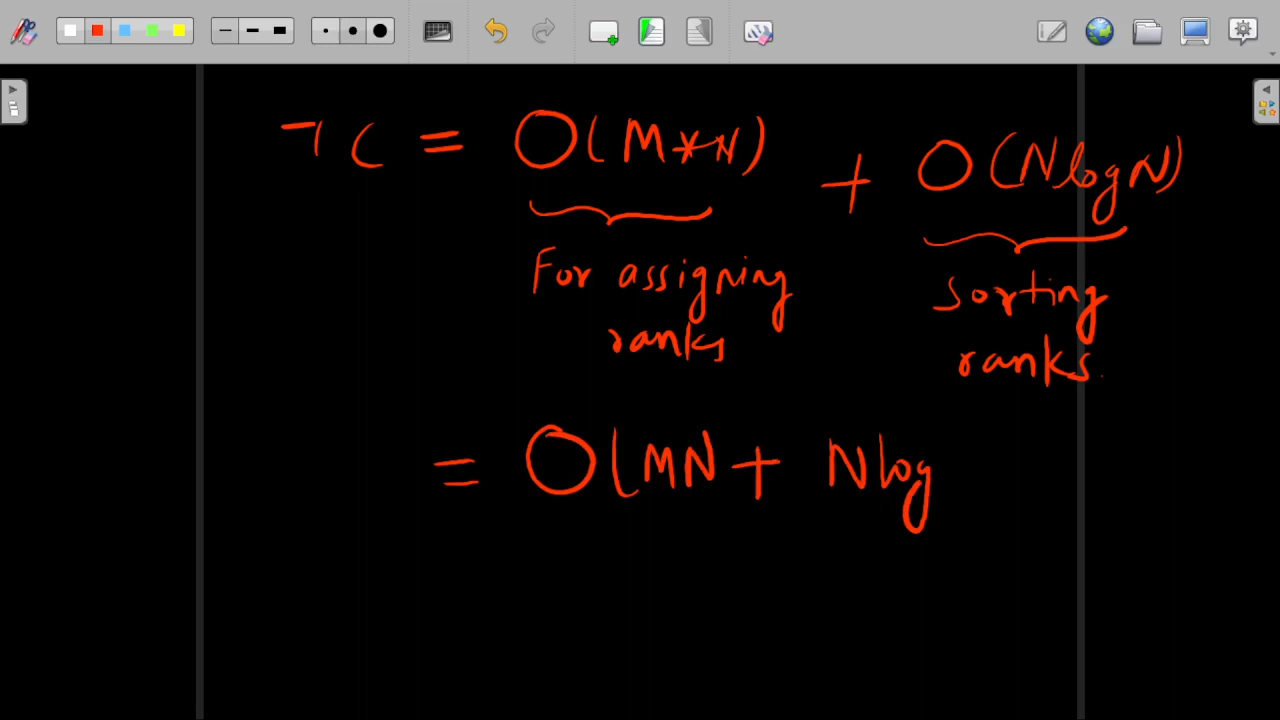 TC = O(M*N) + O(NlogN)
For assigning ranks
Sorting ranks.
= O(MN + Nlog